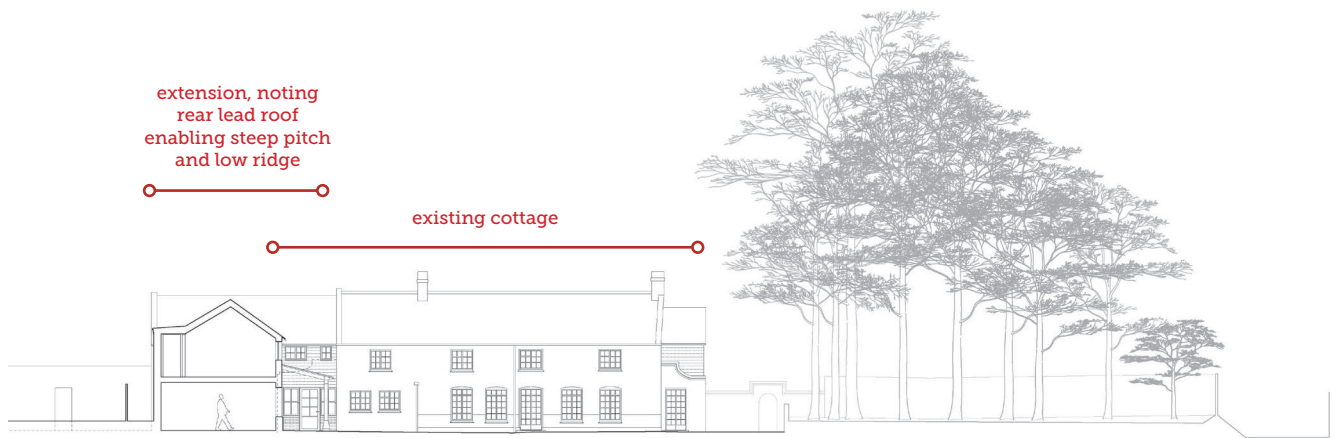 extension, noting
rear lead roof
enabling steep pitch
and low ridge
existing cottage